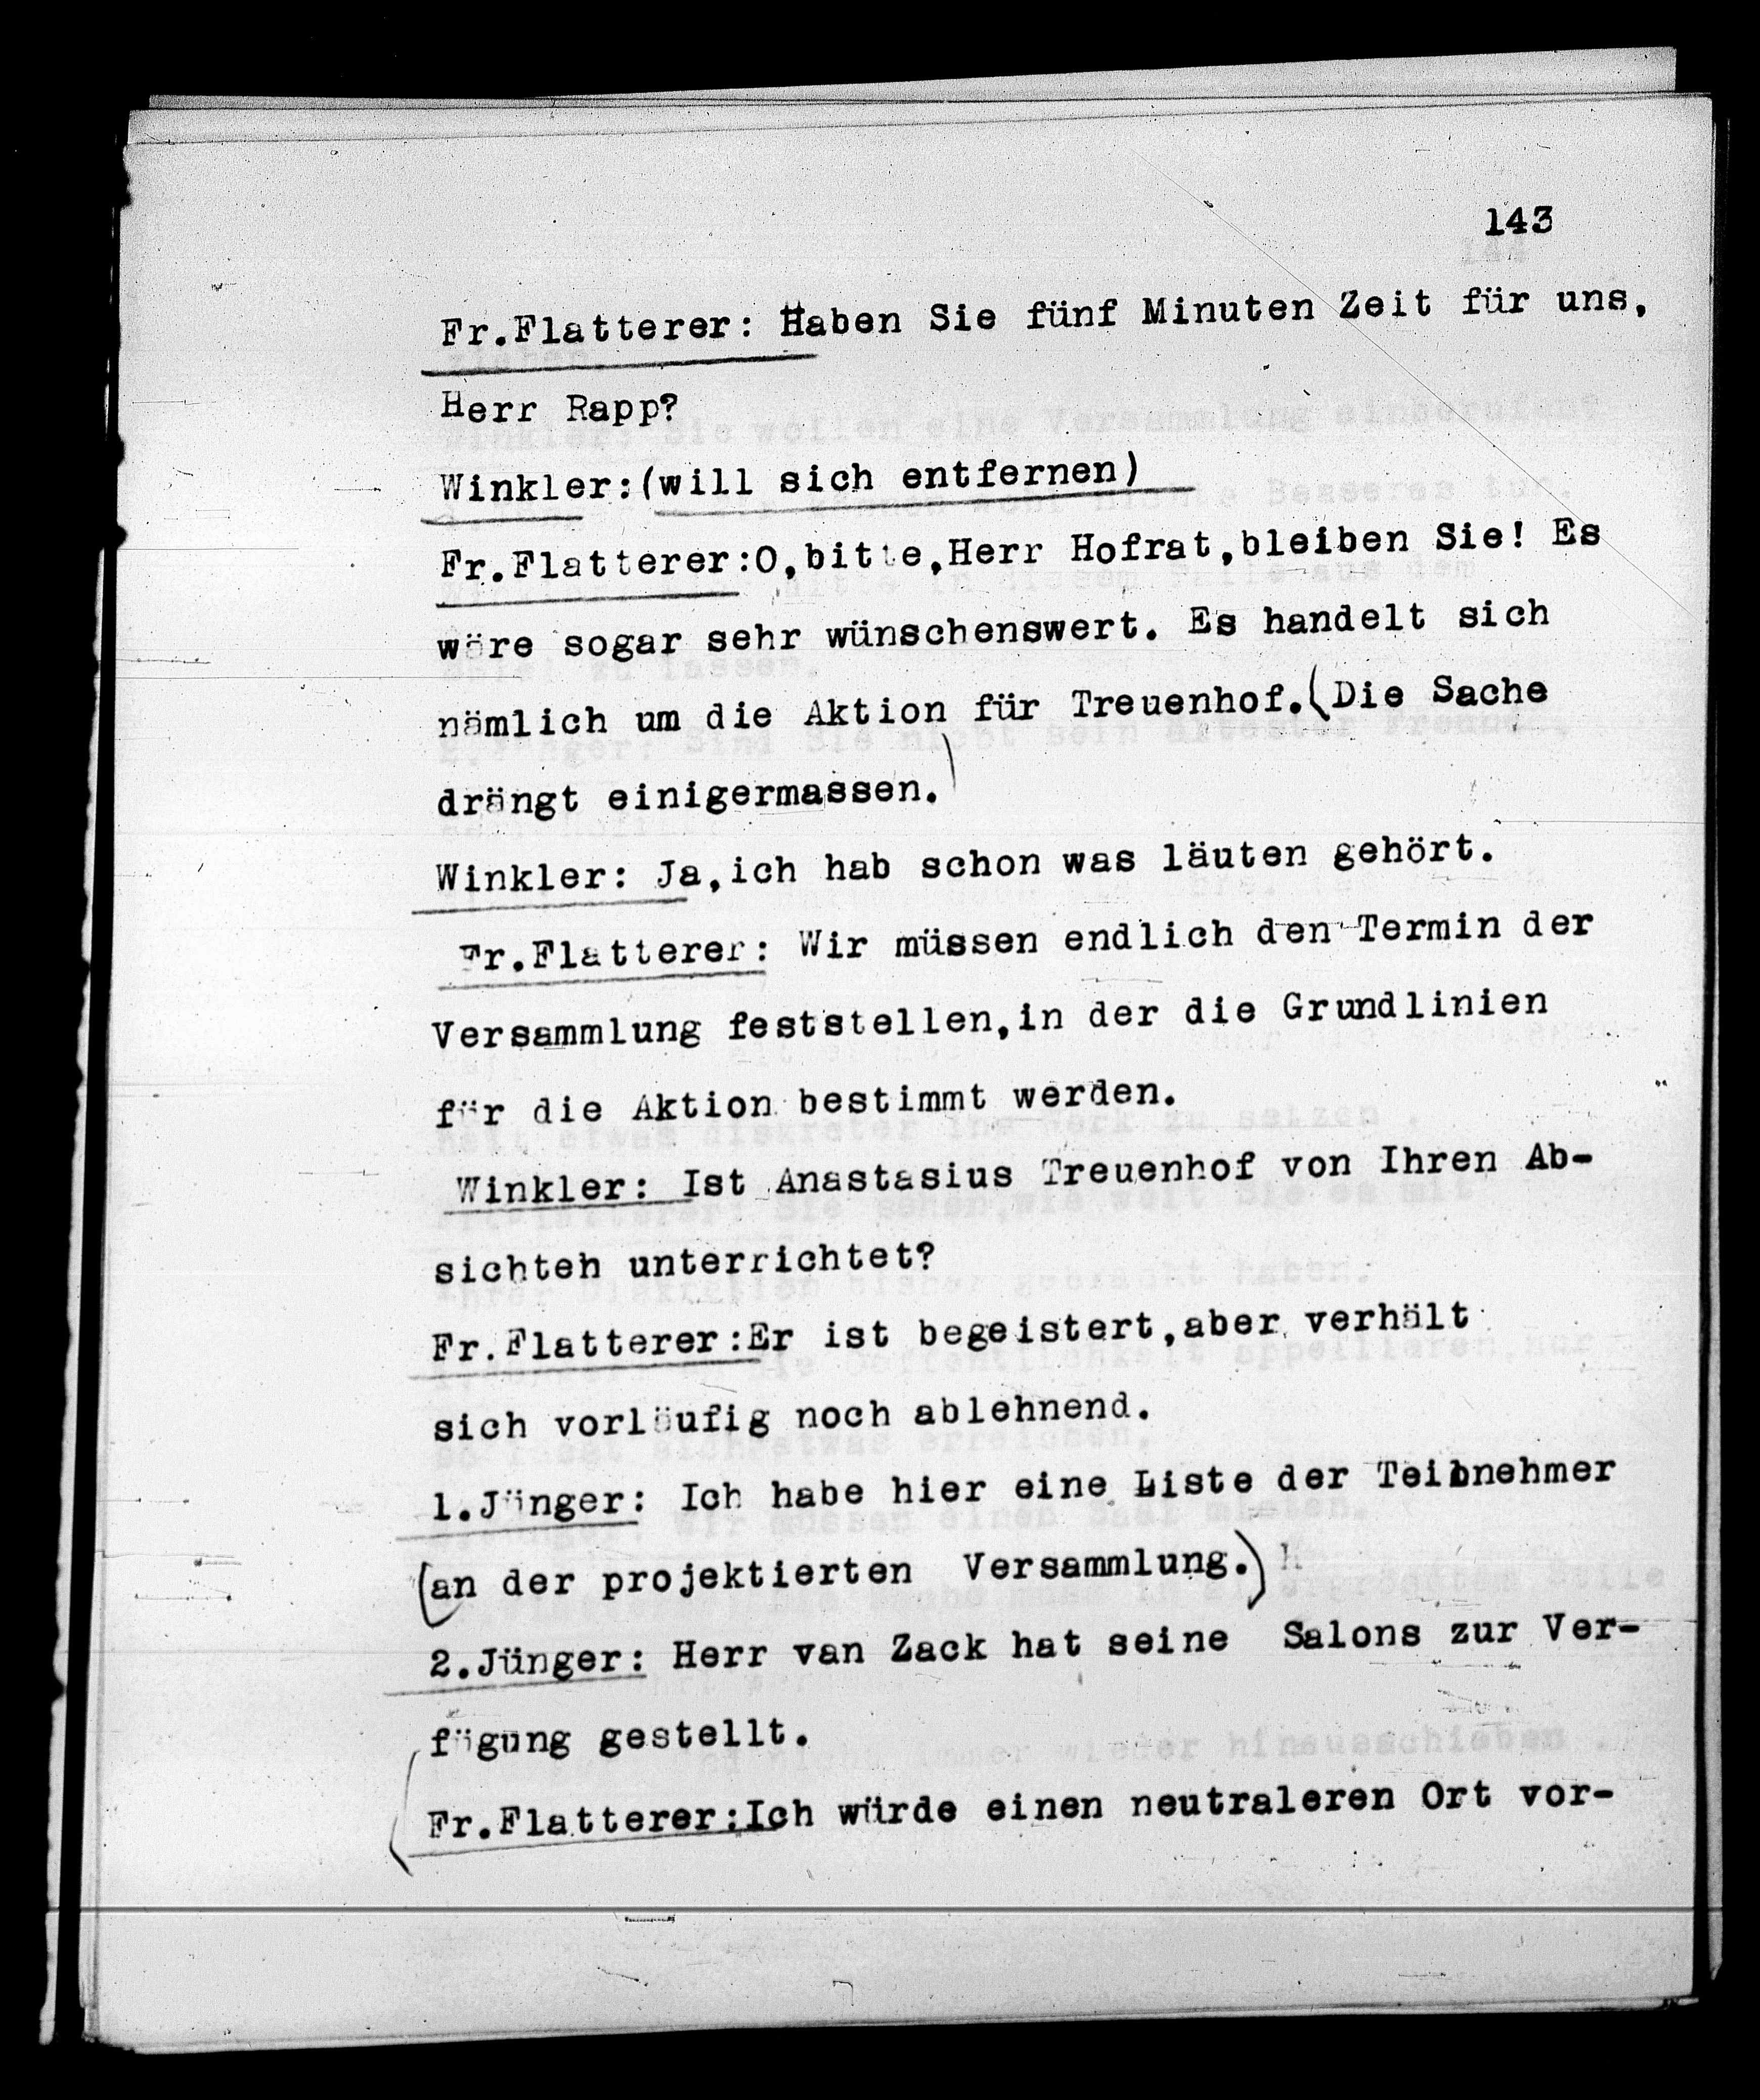 143
Fr.Flatterer: Haben Sie fünf Minuten Zeit für uns,
Herr Rapp?
Winkler:(will sich entfernen)
Fr.Flatterer:O,bitte,Herr Hofrat,bleiben Sie! Es
wäre sogar sehr wünschenswert. Es handelt sich
nämlich um die Aktion für Treuenhof.(Die Sache
drängt einigermassen.)
Winkler: Ja,ich hab schon was läuten gehört.
Fr.Flatterer: Wir müssen endlich den Termin der
Versammlung feststellen,in der die Grundlinien
für die Aktion bestimmt werden.
Winkler: Ist Anastasius Treuenhof von Ihren Ab-
sichteh unterrichtet?
Fr.Flatterer:Er ist begeistert,aber verhält
sich vorläufig noch ablehnend.
1.Jünger: Ich habe hier eine Liste der Teilnehmer
(an der projektierten Versammlung.)
2.Jünger: Herr van Zack hat seine Salons zur Ver-
fügung gestellt.
(Fr.Flatterer:Ich würde einen neutraleren Ort vor-